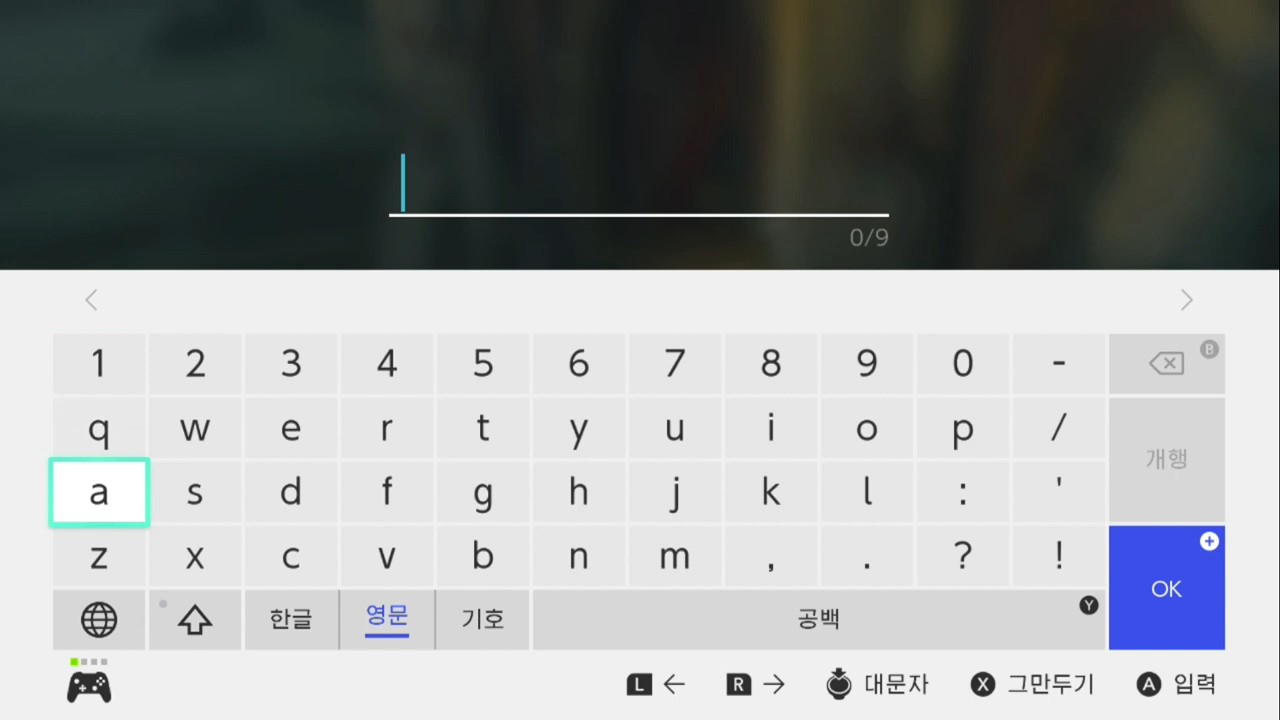 0/9
1 2 3 4 5 6 7 8 9 0 - B
q w e r t y u i o p /
a s d f g h j k l : ' 개행
z x c v b n m , . ? ! +
한글 영문 기호 공백 Y OK
L ← R → 대문자 X 그만두기 A 입력